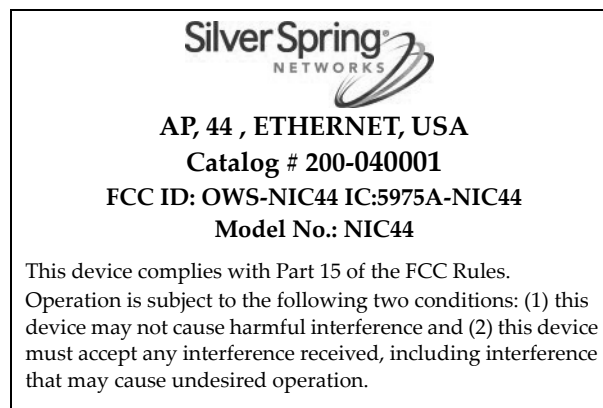 Silver Spring®
NETWORKS
AP, 44 , ETHERNET, USA
Catalog # 200-040001
FCC ID: OWS-NIC44 IC:5975A-NIC44
Model No.: NIC44
This device complies with Part 15 of the FCC Rules.
Operation is subject to the following two conditions: (1) this
device may not cause harmful interference and (2) this device
must accept any interference received, including interference
that may cause undesired operation.